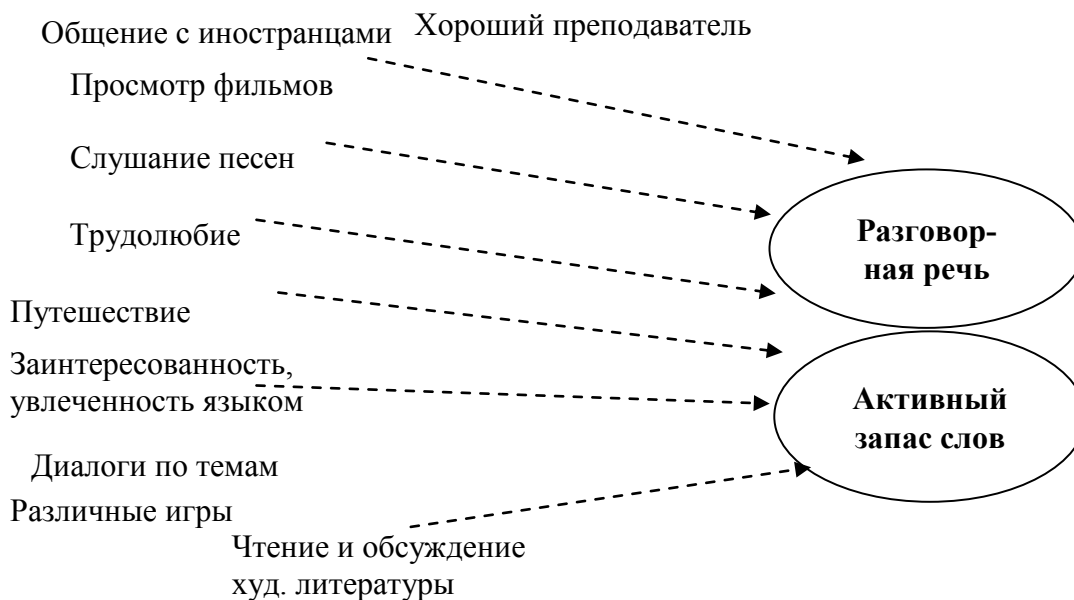 Общение с иностранцами
Хороший преподаватель
Просмотр фильмов
Слушание песен
Трудолюбие
Путешествие
Заинтересованность,
увлеченность языком
Диалоги по темам
Различные игры
Чтение и обсуждение
худ. литературы
Разговор-
ная речь
Активный
запас слов